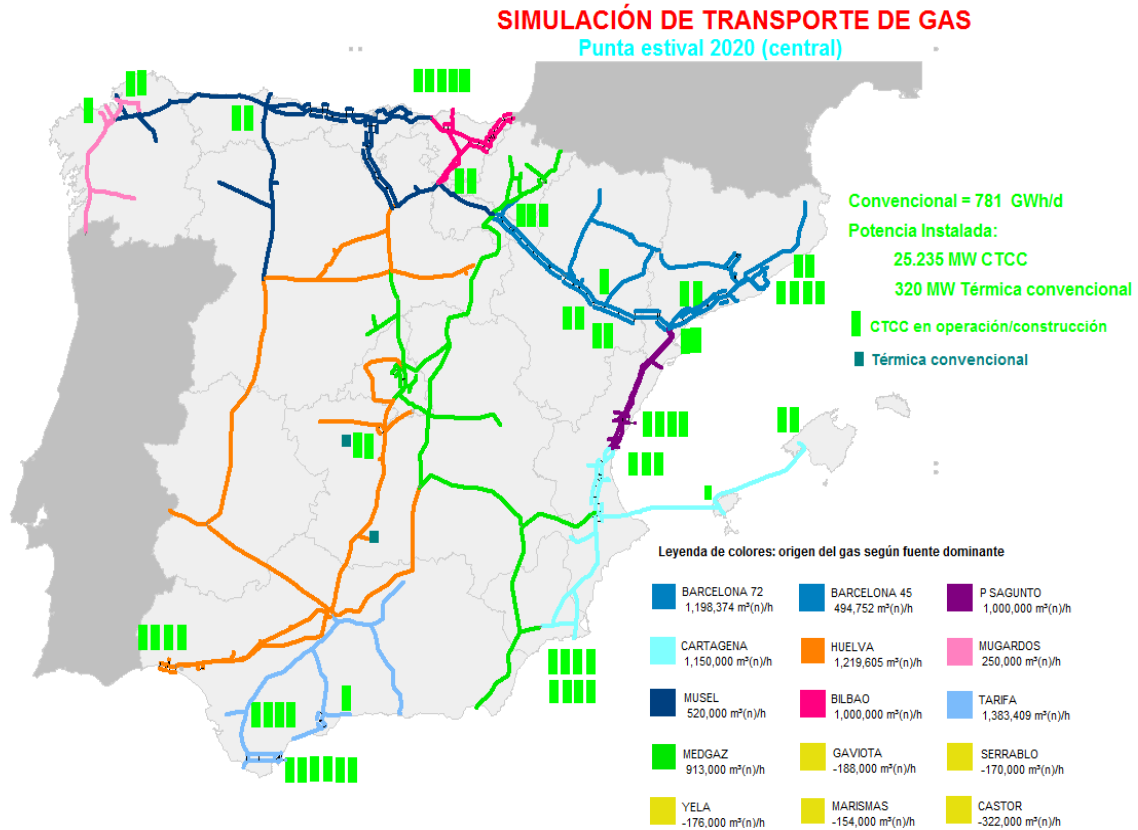 SIMULACIÓN DE TRANSPORTE DE GAS
Punta estival 2020 (central)
Convencional = 781 GWh/d
Potencia Instalada:
25.235 MW CTCC
320 MW Térmica convencional
CTCC en operación/construcción
Térmica convencional
Leyenda de colores: origen del gas según fuente dominante
BARCELONA 72
1,198,374 m³(n)/h
BARCELONA 45
494,752 m³(n)/h
P SAGUNTO
1,000,000 m³(n)/h
CARTAGENA
1,150,000 m³(n)/h
HUELVA
1,219,605 m³(n)/h
MUGARDOS
250,000 m³(n)/h
MUSEL
520,000 m³(n)/h
BILBAO
1,000,000 m³(n)/h
TARIFA
1,383,409 m³(n)/h
MEDGAZ
913,000 m³(n)/h
GAVIOTA
-188,000 m³(n)/h
SERRABLO
-170,000 m³(n)/h
YELA
-176,000 m³(n)/h
MARISMAS
-154,000 m³(n)/h
CASTOR
-322,000 m³(n)/h